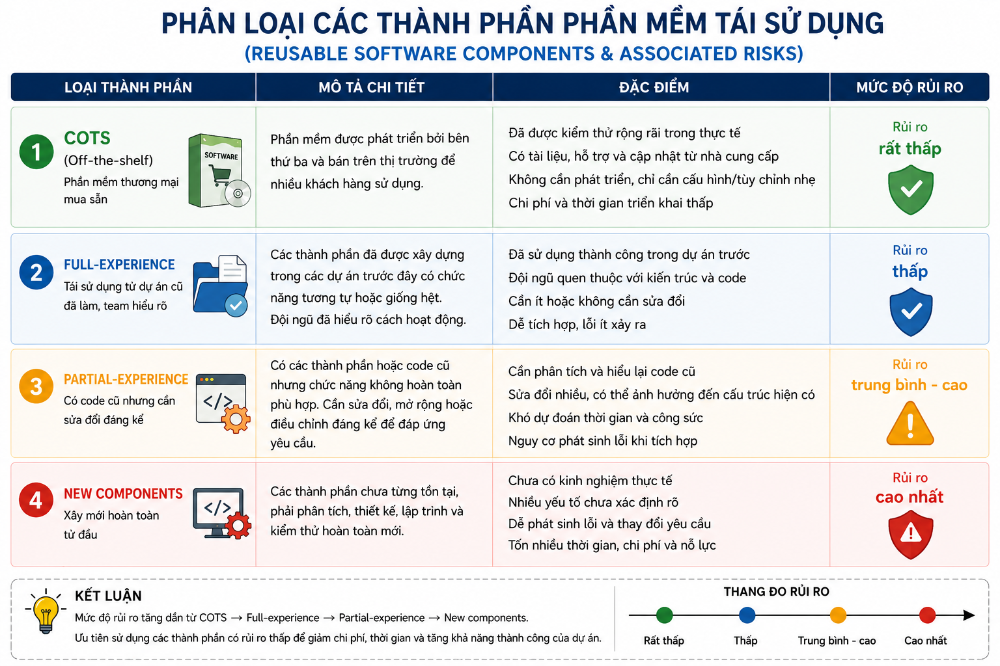 PHÂN LOẠI CÁC THÀNH PHẦN PHẦN MỀM TÁI SỬ DỤNG
(REUSABLE SOFTWARE COMPONENTS & ASSOCIATED RISKS)
LOẠI THÀNH PHẦN
MÔ TẢ CHI TIẾT
ĐẶC ĐIỂM
MỨC ĐỘ RỦI RO
1
COTS
(Off-the-shelf)
Phần mềm thương mại
mua sẵn
SOFTWARE
Phần mềm được phát triển bởi bên
thứ ba và bán trên thị trường để
nhiều khách hàng sử dụng.
Đã được kiểm thử rộng rãi trong thực tế
Có tài liệu, hỗ trợ và cập nhật từ nhà cung cấp
Không cần phát triển, chỉ cần cấu hình/tùy chỉnh nhẹ
Chi phí và thời gian triển khai thấp
Rủi ro
rất thấp
2
FULL-EXPERIENCE
Tái sử dụng từ dự án cũ
đã làm, team hiểu rõ
Các thành phần đã được xây dựng
trong các dự án trước đây có chức
năng tương tự hoặc giống hệt.
Đội ngũ đã hiểu rõ cách hoạt động.
Đã sử dụng thành công trong dự án trước
Đội ngũ quen thuộc với kiến trúc và code
Cần ít hoặc không cần sửa đổi
Dễ tích hợp, lỗi ít xảy ra
Rủi ro
thấp
3
PARTIAL-EXPERIENCE
Có code cũ nhưng cần
sửa đổi đáng kể
</>
Có các thành phần hoặc code cũ
nhưng chức năng không hoàn toàn
phù hợp. Cần sửa đổi, mở rộng hoặc
điều chỉnh đáng kể để đáp ứng
yêu cầu.
Cần phân tích và hiểu lại code cũ
Sửa đổi nhiều, có thể ảnh hưởng đến cấu trúc hiện có
Khó dự đoán thời gian và công sức
Nguy cơ phát sinh lỗi khi tích hợp
Rủi ro
trung bình - cao
4
NEW COMPONENTS
Xây mới hoàn toàn
từ đầu
</>
Các thành phần chưa từng tồn tại,
phải phân tích, thiết kế, lập trình và
kiểm thử hoàn toàn mới.
Chưa có kinh nghiệm thực tế
Nhiều yếu tố chưa xác định rõ
Dễ phát sinh lỗi và thay đổi yêu cầu
Tốn nhiều thời gian, chi phí và nỗ lực
Rủi ro
cao nhất
KẾT LUẬN
Mức độ rủi ro tăng dần từ COTS → Full-experience → Partial-experience → New components.
Ưu tiên sử dụng các thành phần có rủi ro thấp để giảm chi phí, thời gian và tăng khả năng thành công của dự án.
THANG ĐO RỦI RO
Rất thấp
Thấp
Trung bình - cao
Cao nhất